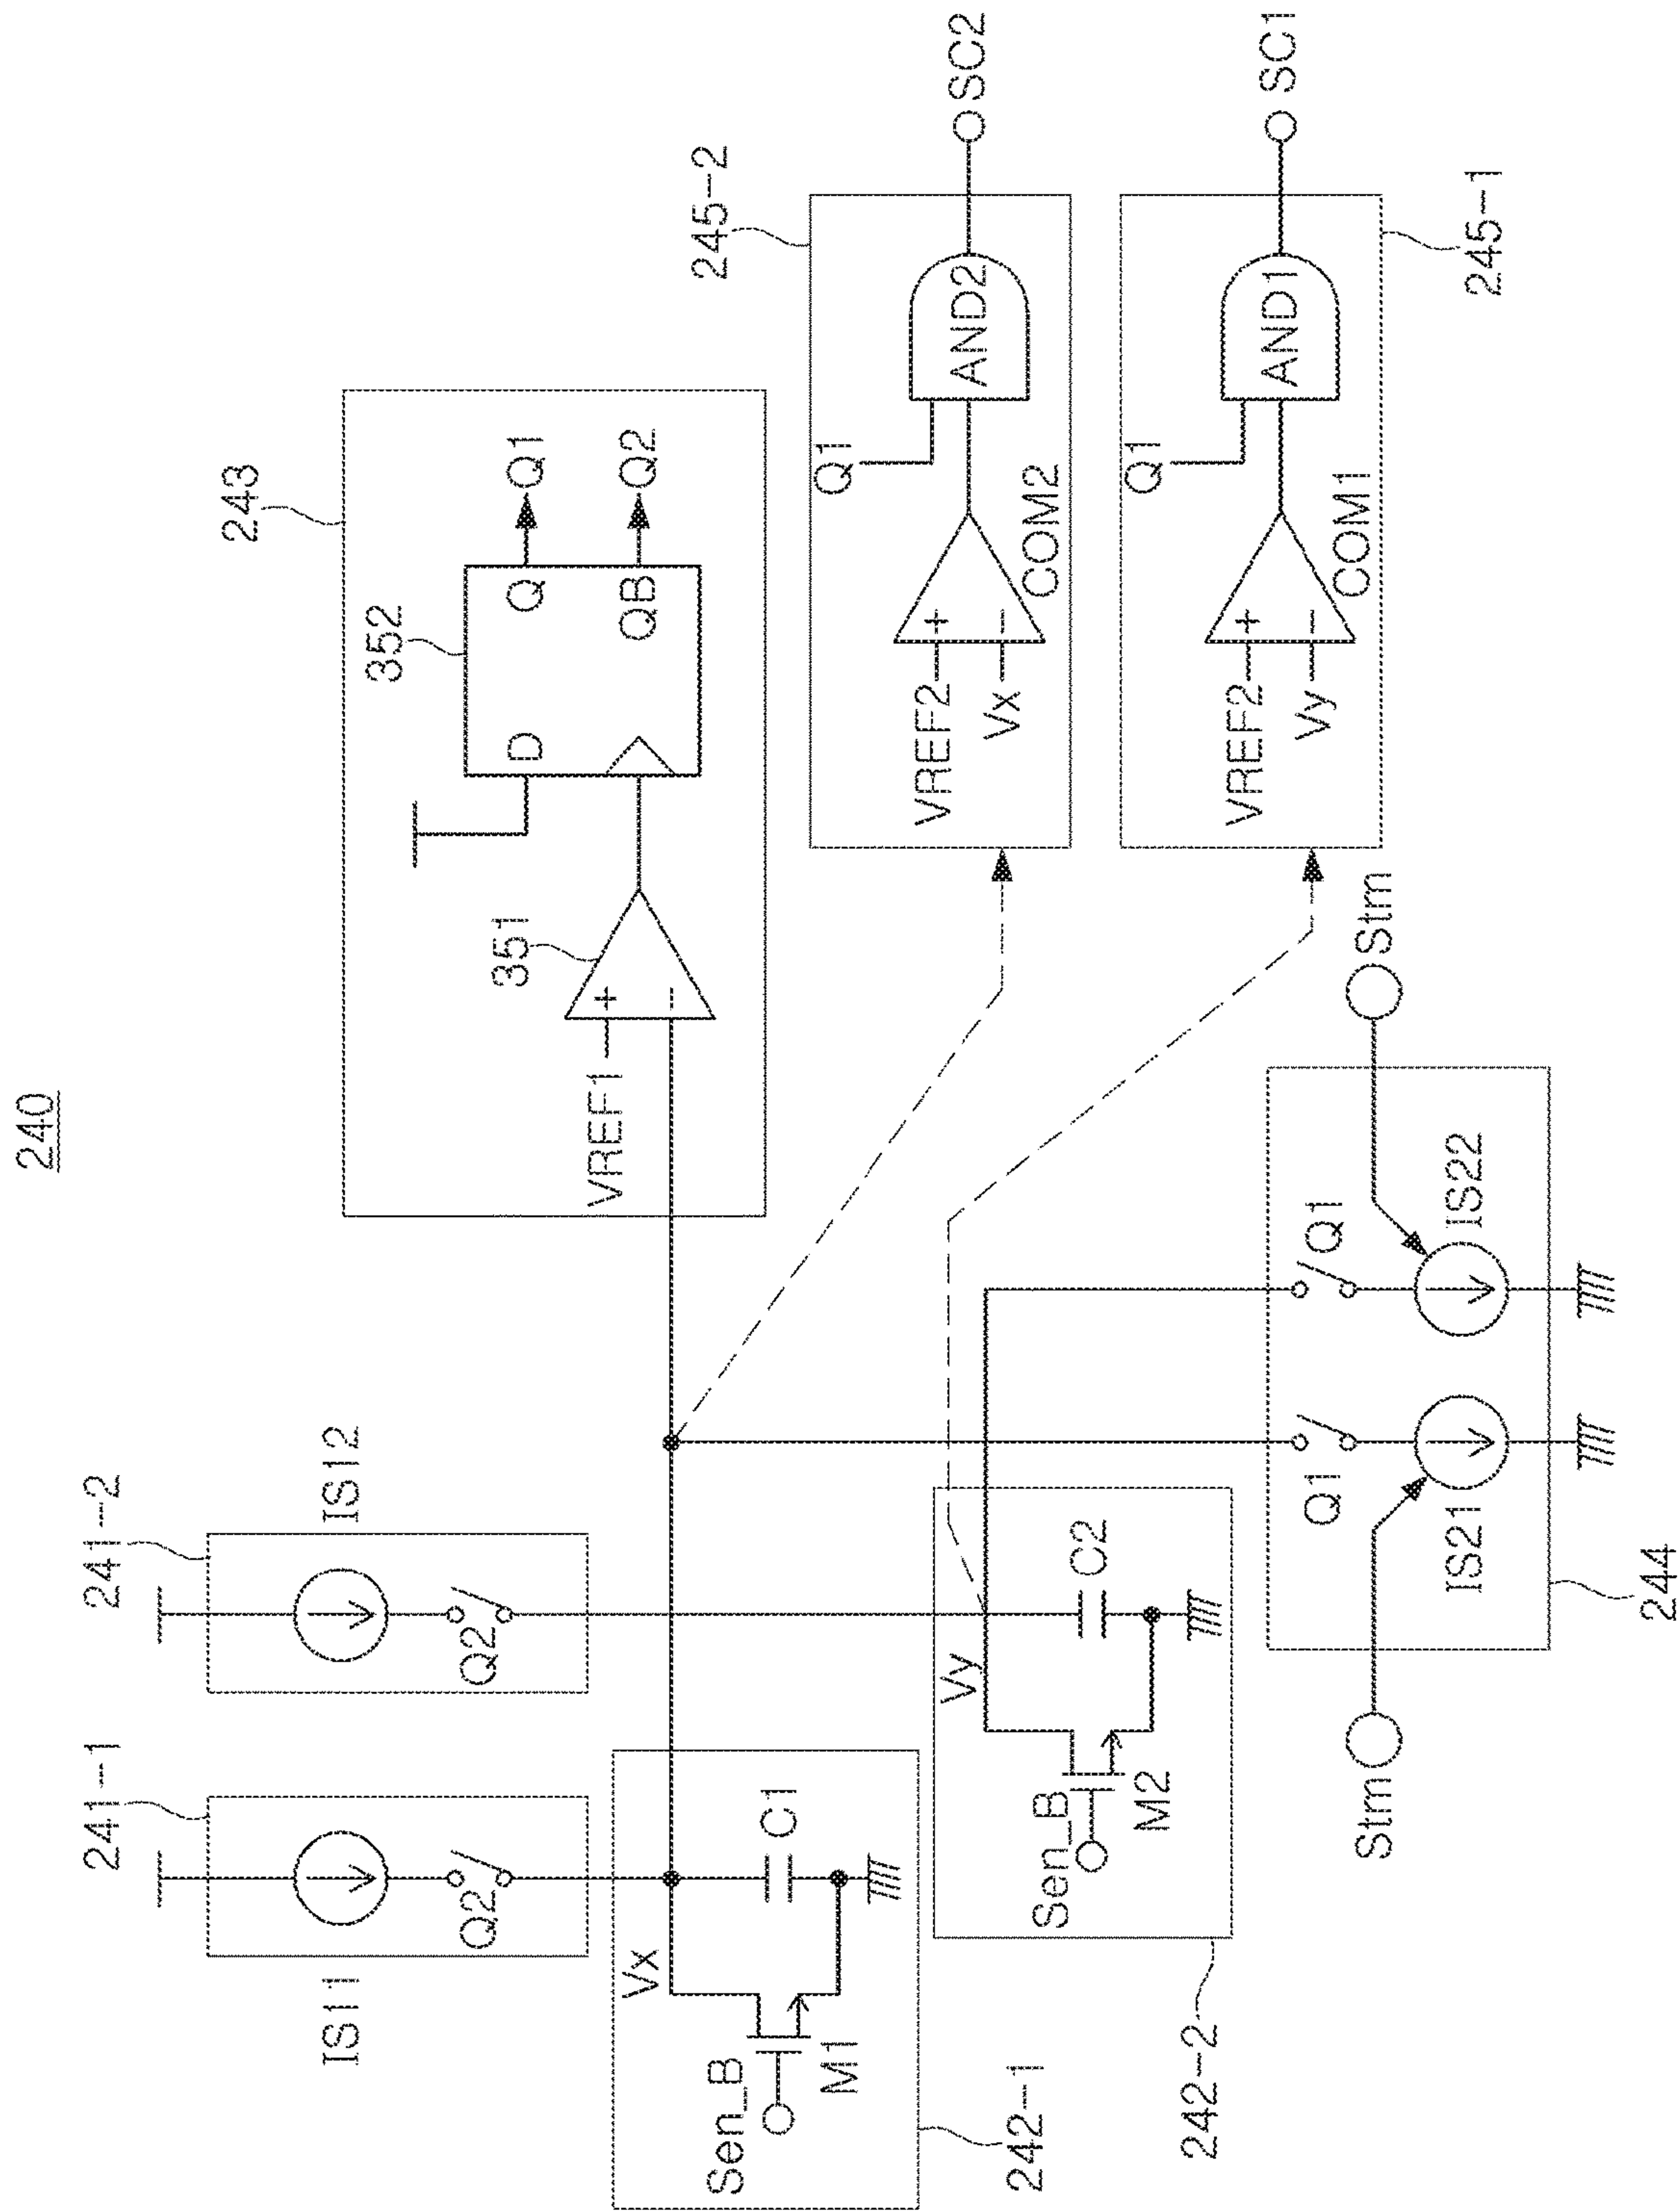 240
241-1
241-2
IS11
IS12
Q2
Q2
243
VREF1
+
-
351
352
D
Q
QB
Q1
Q2
Vx
C1
Sen_B
M1
242-1
Vy
C2
Sen_B
M2
242-2
245-2
Q1
VREF2
+
Vx
-
COM2
AND2
SC2
Q1
VREF2
+
Vy
-
COM1
AND1
SC1
245-1
Stm
Q1
IS21
Q1
IS22
Stm
244